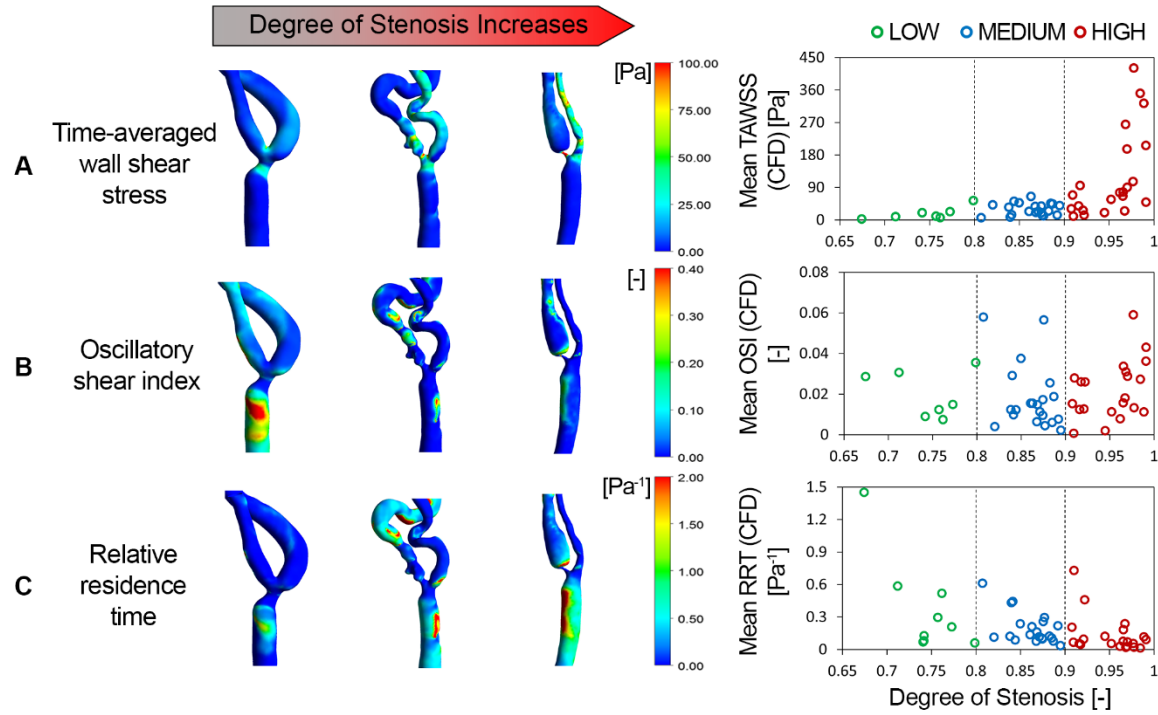 Degree of Stenosis Increases
LOW MEDIUM HIGH
A
Time-averaged
wall shear
stress
[Pa]
100.00
75.00
50.00
25.00
0.00
Mean TAWSS
(CFD) [Pa]
450
360
270
180
90
0
0.65 0.7 0.75 0.8 0.85 0.9 0.95 1
B
Oscillatory
shear index
[-]
0.40
0.30
0.20
0.10
0.00
Mean OSI (CFD)
[-]
0.08
0.06
0.04
0.02
0
0.65 0.7 0.75 0.8 0.85 0.9 0.95 1
C
Relative
residence
time
[Pa⁻¹]
2.00
1.50
1.00
0.50
0.00
Mean RRT (CFD)
[Pa⁻¹]
1.5
1.2
0.9
0.6
0.3
0
0.65 0.7 0.75 0.8 0.85 0.9 0.95 1
Degree of Stenosis [-]